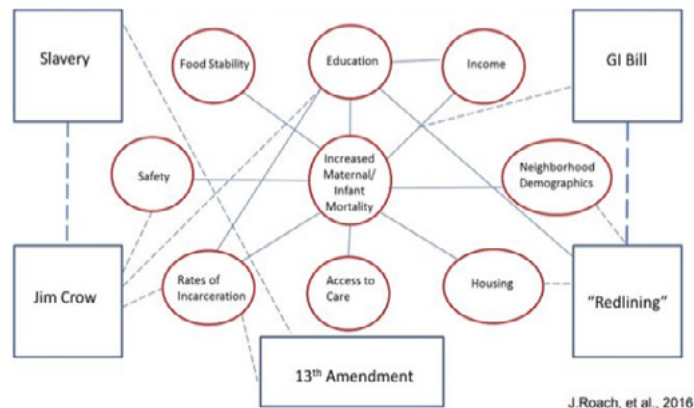 Slavery
Food Stability
Education
Income
GI Bill
Safety
Increased
Maternal/
Infant
Mortality
Neighborhood
Demographics
Jim Crow
Rates of
Incarceration
Access to
Care
Housing
"Redlining"
13th Amendment
J.Roach, et al., 2016